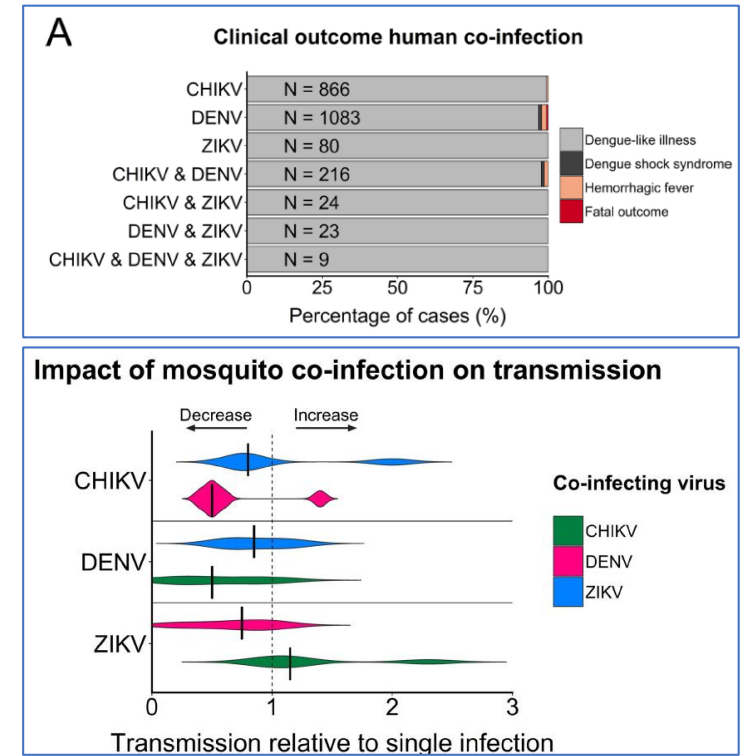 A
Clinical outcome human co-infection
CHIKV N = 866
DENV N = 1083
ZIKV N = 80
CHIKV & DENV N = 216
CHIKV & ZIKV N = 24
DENV & ZIKV N = 23
CHIKV & DENV & ZIKV N = 9
0 25 50 75 100
Percentage of cases (%)
Dengue-like illness
Dengue shock syndrome
Hemorrhagic fever
Fatal outcome
Impact of mosquito co-infection on transmission
Decrease Increase
CHIKV
DENV
ZIKV
0 1 2 3
Transmission relative to single infection
Co-infecting virus
CHIKV
DENV
ZIKV